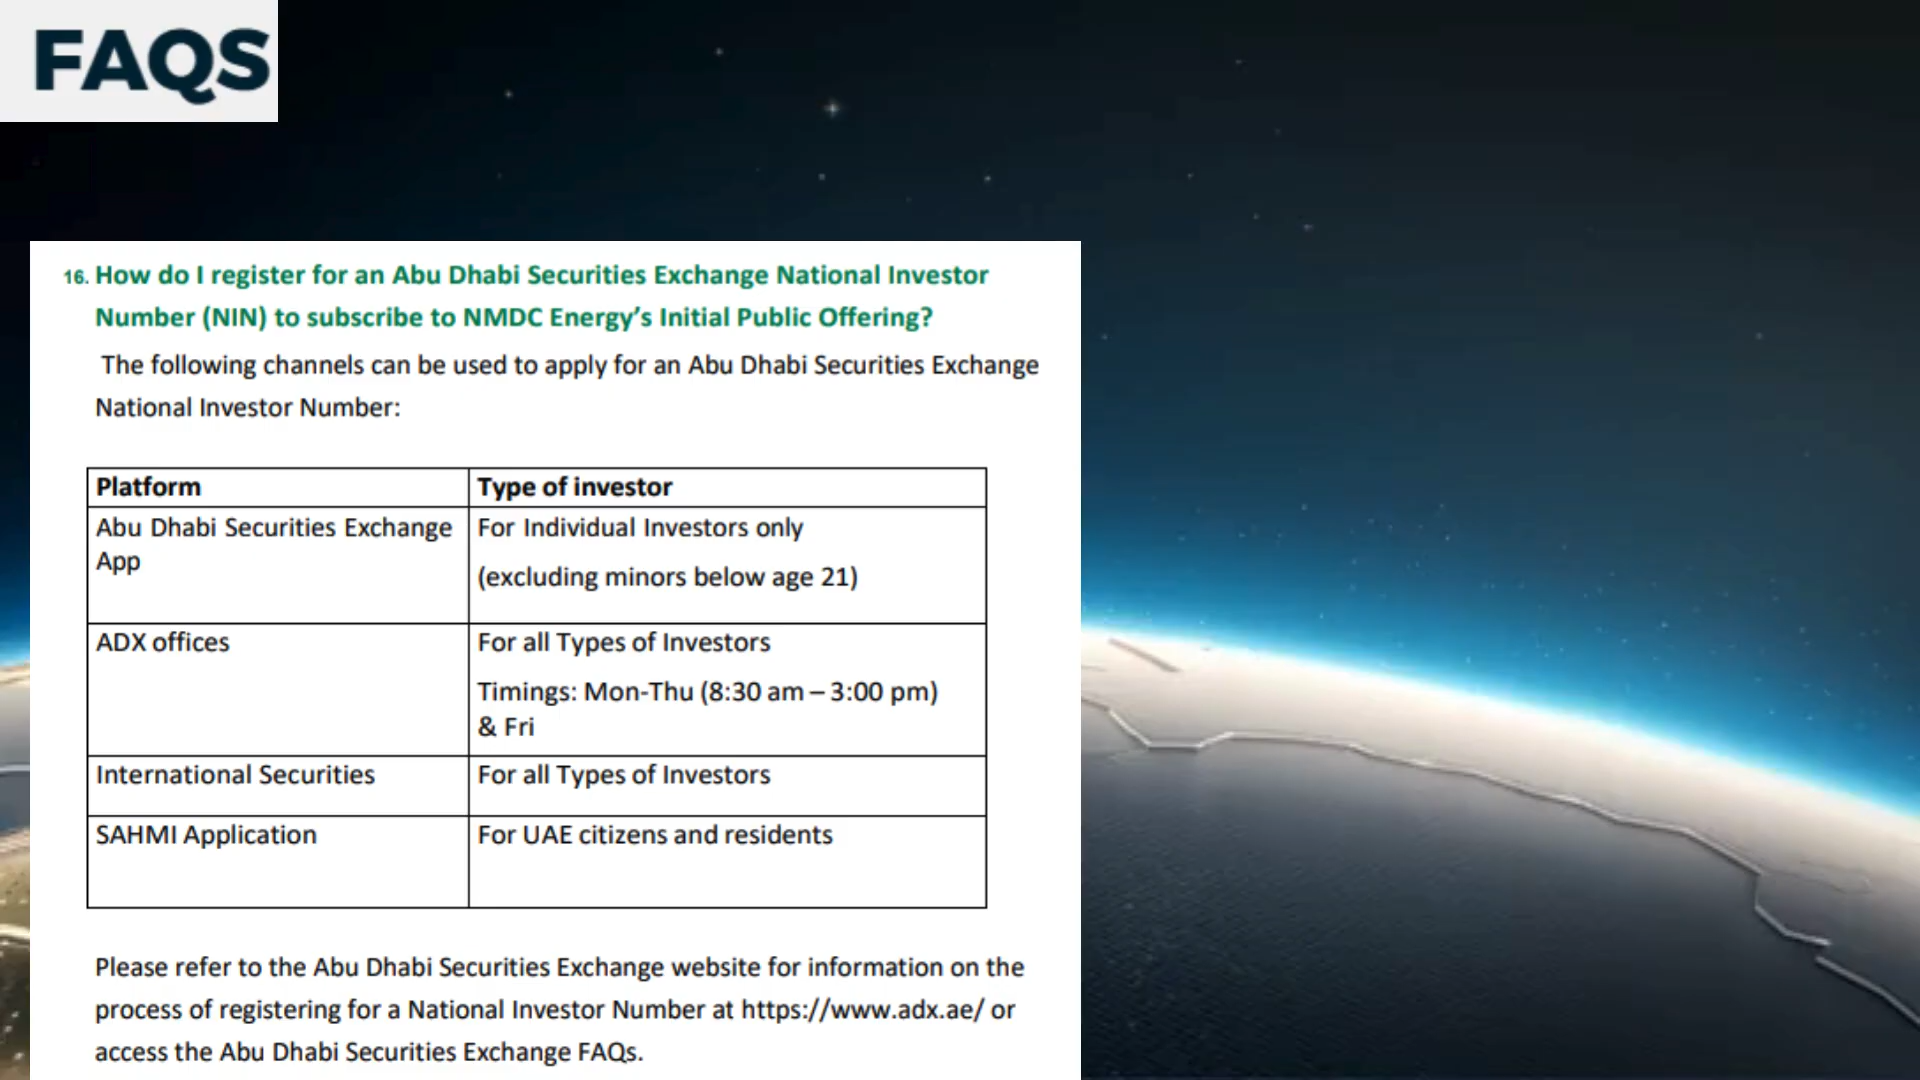 FAQS
16. How do I register for an Abu Dhabi Securities Exchange National Investor
Number (NIN) to subscribe to NMDC Energy’s Initial Public Offering?
The following channels can be used to apply for an Abu Dhabi Securities Exchange
National Investor Number:
Platform
Type of investor
Abu Dhabi Securities Exchange
App
For Individual Investors only
(excluding minors below age 21)
ADX offices
For all Types of Investors
Timings: Mon-Thu (8:30 am – 3:00 pm)
& Fri
International Securities
For all Types of Investors
SAHMI Application
For UAE citizens and residents
Please refer to the Abu Dhabi Securities Exchange website for information on the
process of registering for a National Investor Number at https://www.adx.ae/ or
access the Abu Dhabi Securities Exchange FAQs.